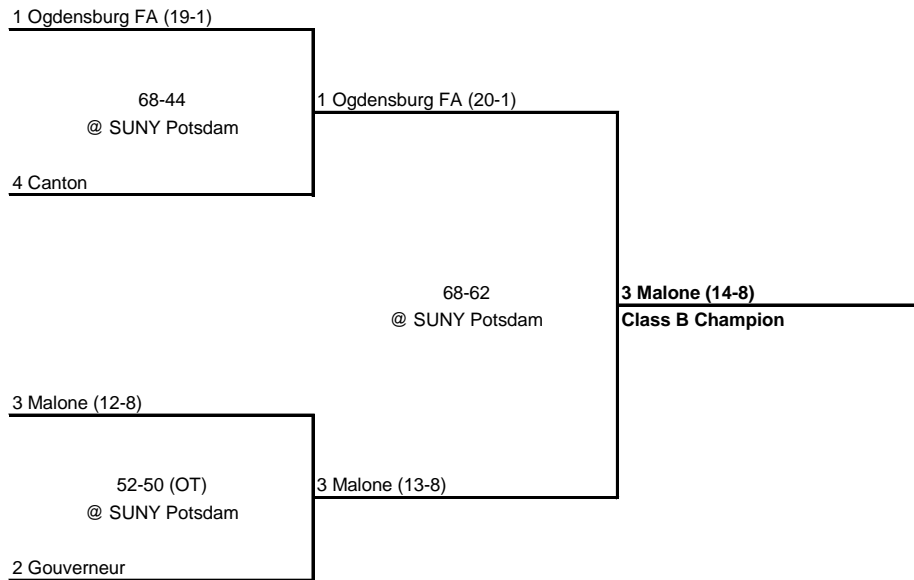 1 Ogdensburg FA (19-1)
68-44
@ SUNY Potsdam
1 Ogdensburg FA (20-1)
4 Canton
68-62
@ SUNY Potsdam
3 Malone (14-8)
Class B Champion
3 Malone (12-8)
52-50 (OT)
@ SUNY Potsdam
3 Malone (13-8)
2 Gouverneur